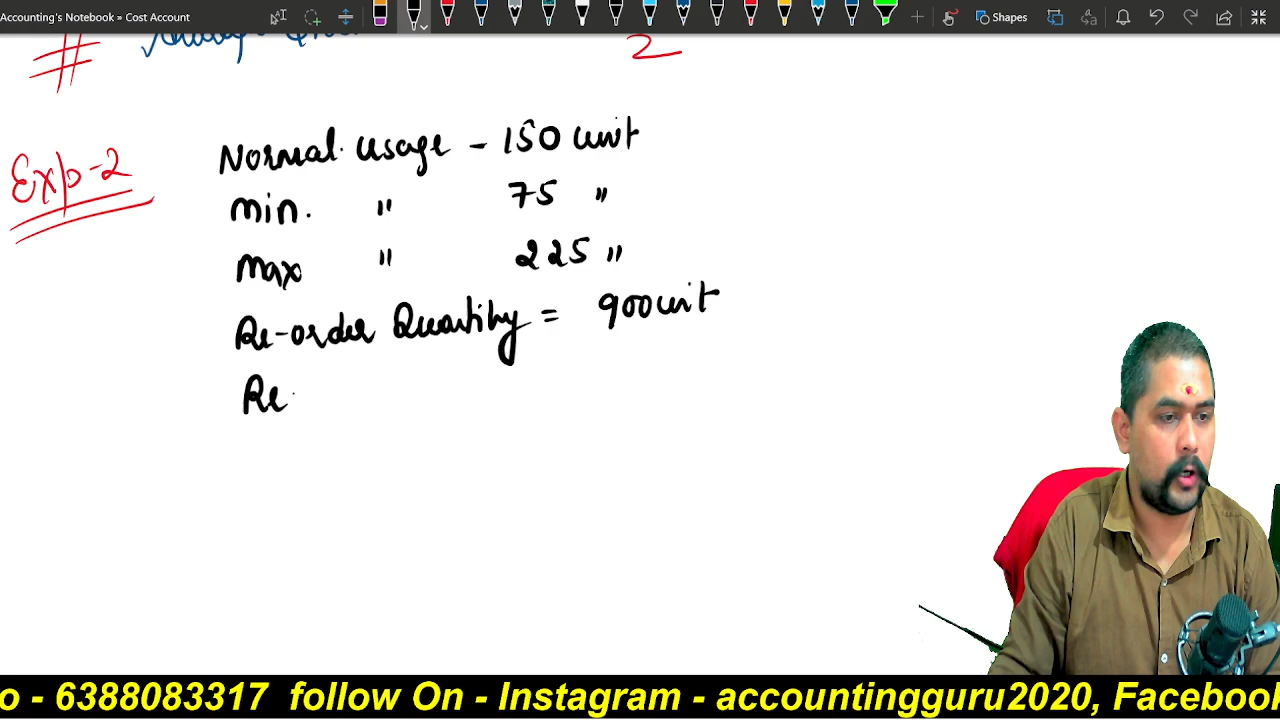 Accounting's Notebook » Cost Account
Shapes
2
Exp-2
Normal usage - 150 unit
min. " 75 "
max " 225 "
Re-order Quantity = 900 unit
Re
o - 6388083317 follow On - Instagram - accountingguru2020, Facebook